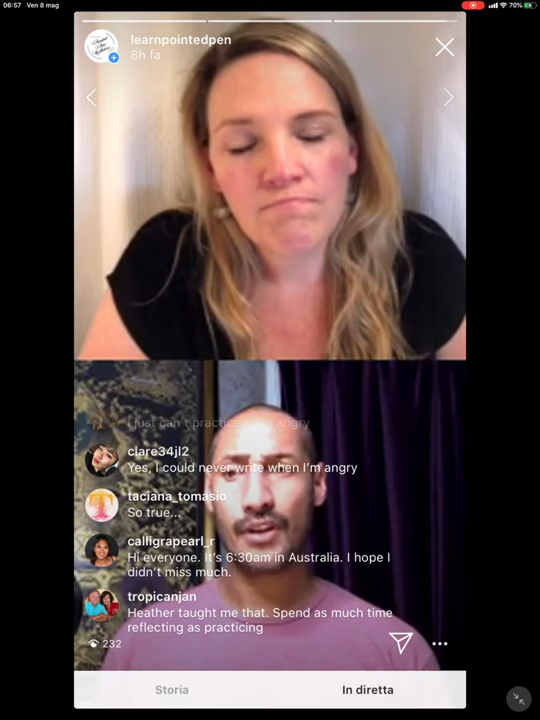 06:57 Ven 8 mag
70%
learnpointedpen
8h fa
I just can't practice if I'm angry
clare34jl2
Yes, I could never write when I'm angry
taciana_tomasio
So true...
calligrapearl_r
Hi everyone. It's 6:30am in Australia. I hope I
didn't miss much.
tropicanjan
Heather taught me that. Spend as much time
reflecting as practicing
232
Storia
In diretta